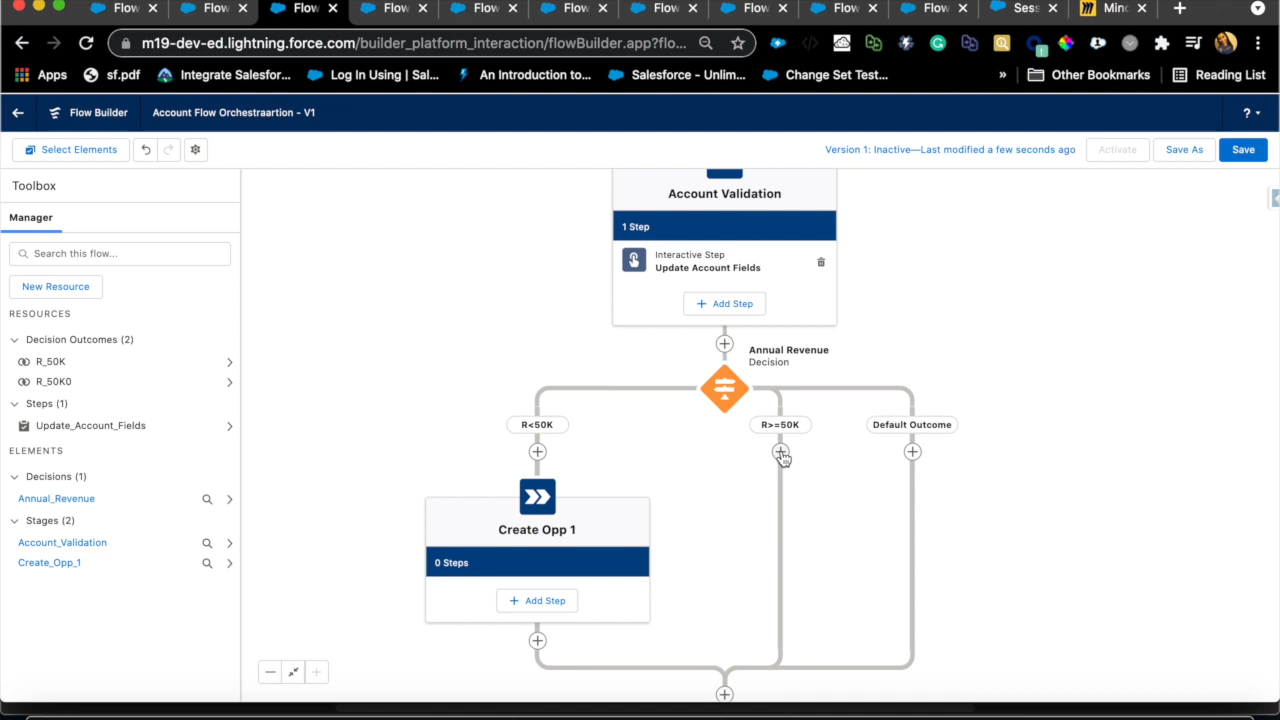 Flow
Flow
Flow
Flow
Flow
Flow
Flow
Flow
Flow
Flow
Sess
Minc
m19-dev-ed.lightning.force.com/builder_platform_interaction/flowBuilder.app?flo...
Apps
sf.pdf
Integrate Salesfor...
Log In Using | Sal...
An Introduction to...
Salesforce - Unlim...
Change Set Test...
»
Other Bookmarks
Reading List
Flow Builder
Account Flow Orchestraartion - V1
?
Select Elements
Version 1: Inactive—Last modified a few seconds ago
Activate
Save As
Save
Toolbox
Manager
Search this flow...
New Resource
RESOURCES
Decision Outcomes (2)
R_50K
R_50K0
Steps (1)
Update_Account_Fields
ELEMENTS
Decisions (1)
Annual_Revenue
Stages (2)
Account_Validation
Create_Opp_1
Account Validation
1 Step
Interactive Step
Update Account Fields
+ Add Step
Annual Revenue
Decision
R<50K
R>=50K
Default Outcome
Create Opp 1
0 Steps
+ Add Step